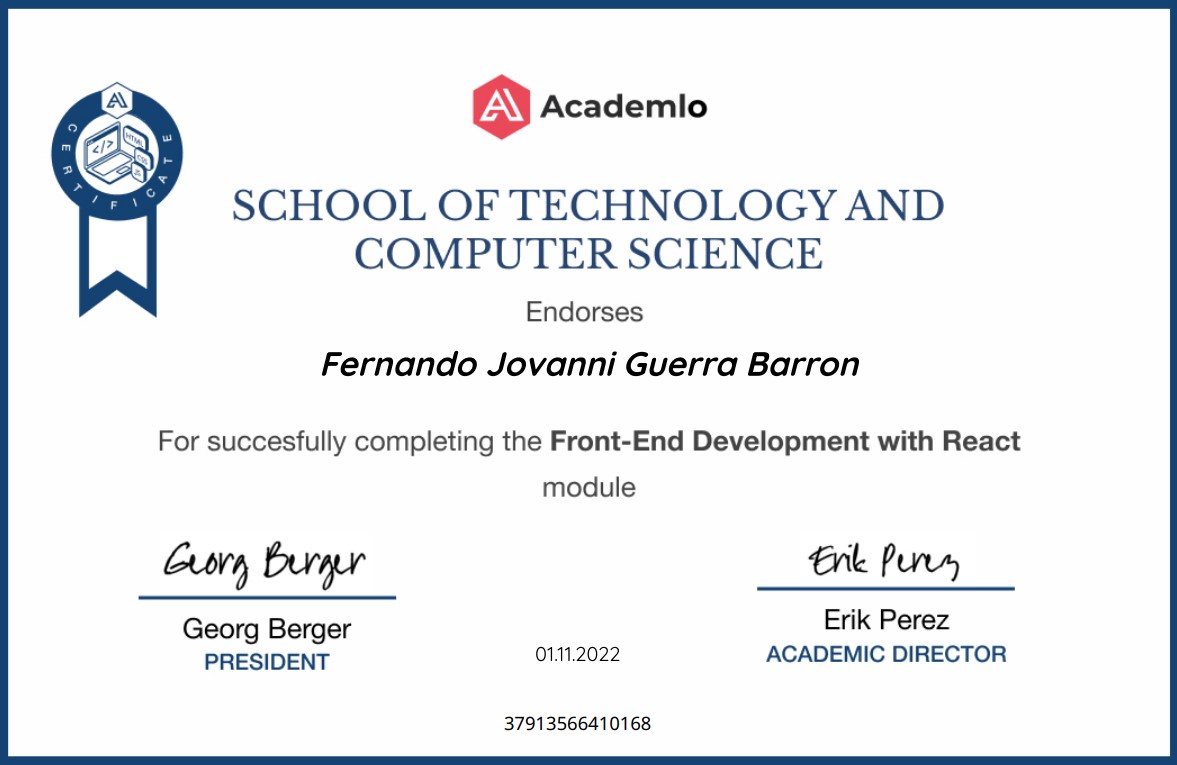 Academlo
CERTIFICATE
</>
HTML
CSS
SCHOOL OF TECHNOLOGY AND
COMPUTER SCIENCE
Endorses
Fernando Jovanni Guerra Barron
For succesfully completing the Front-End Development with React
module
Georg Berger
Erik Perez
Georg Berger
Erik Perez
PRESIDENT
01.11.2022
ACADEMIC DIRECTOR
37913566410168